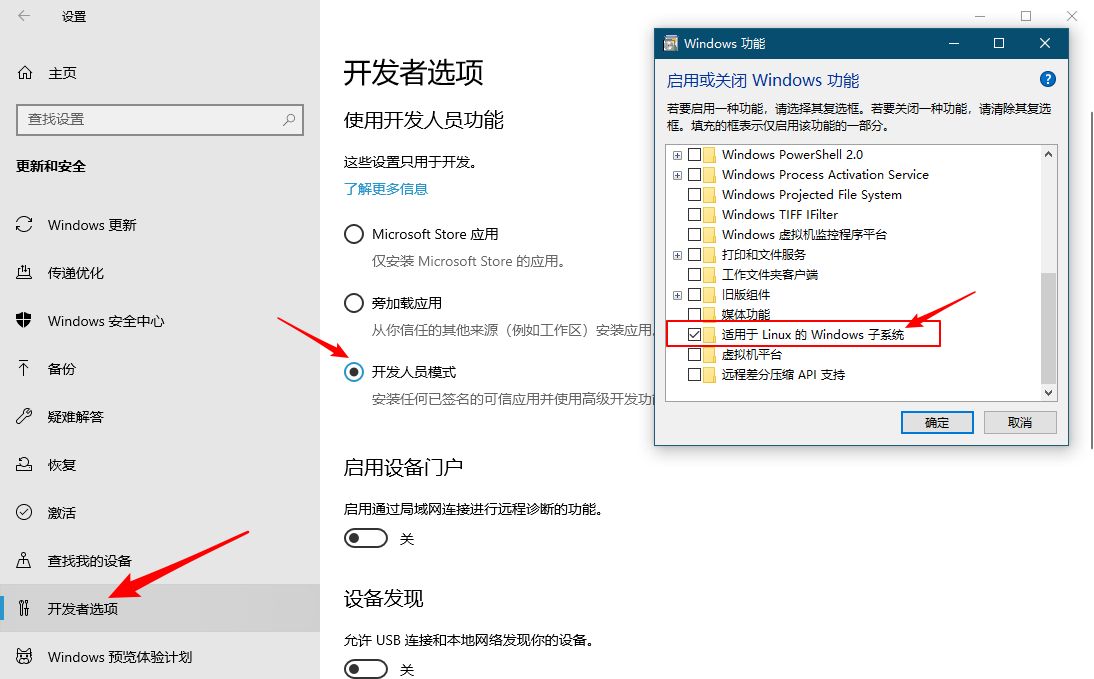 设置
主页
查找设置
更新和安全
Windows 更新
传递优化
Windows 安全中心
备份
疑难解答
恢复
激活
查找我的设备
开发者选项
Windows 预览体验计划
开发者选项
使用开发人员功能
这些设置只用于开发。
了解更多信息
Microsoft Store 应用
仅安装 Microsoft Store 的应用。
旁加载应用
从你信任的其他来源（例如工作区）安装应用。
开发人员模式
安装任何已签名的可信应用并使用高级开发功
启用设备门户
启用通过局域网连接进行远程诊断的功能。
关
设备发现
允许 USB 连接和本地网络发现你的设备。
关
Windows 功能
启用或关闭 Windows 功能
?
若要启用一种功能，请选择其复选框。若要关闭一种功能，请清除其复选
框。填充的框表示仅启用该功能的一部分。
Windows PowerShell 2.0
Windows Process Activation Service
Windows Projected File System
Windows TIFF IFilter
Windows 虚拟机监控程序平台
打印和文件服务
工作文件夹客户端
旧版组件
媒体功能
适用于 Linux 的 Windows 子系统
虚拟机平台
远程差分压缩 API 支持
确定
取消